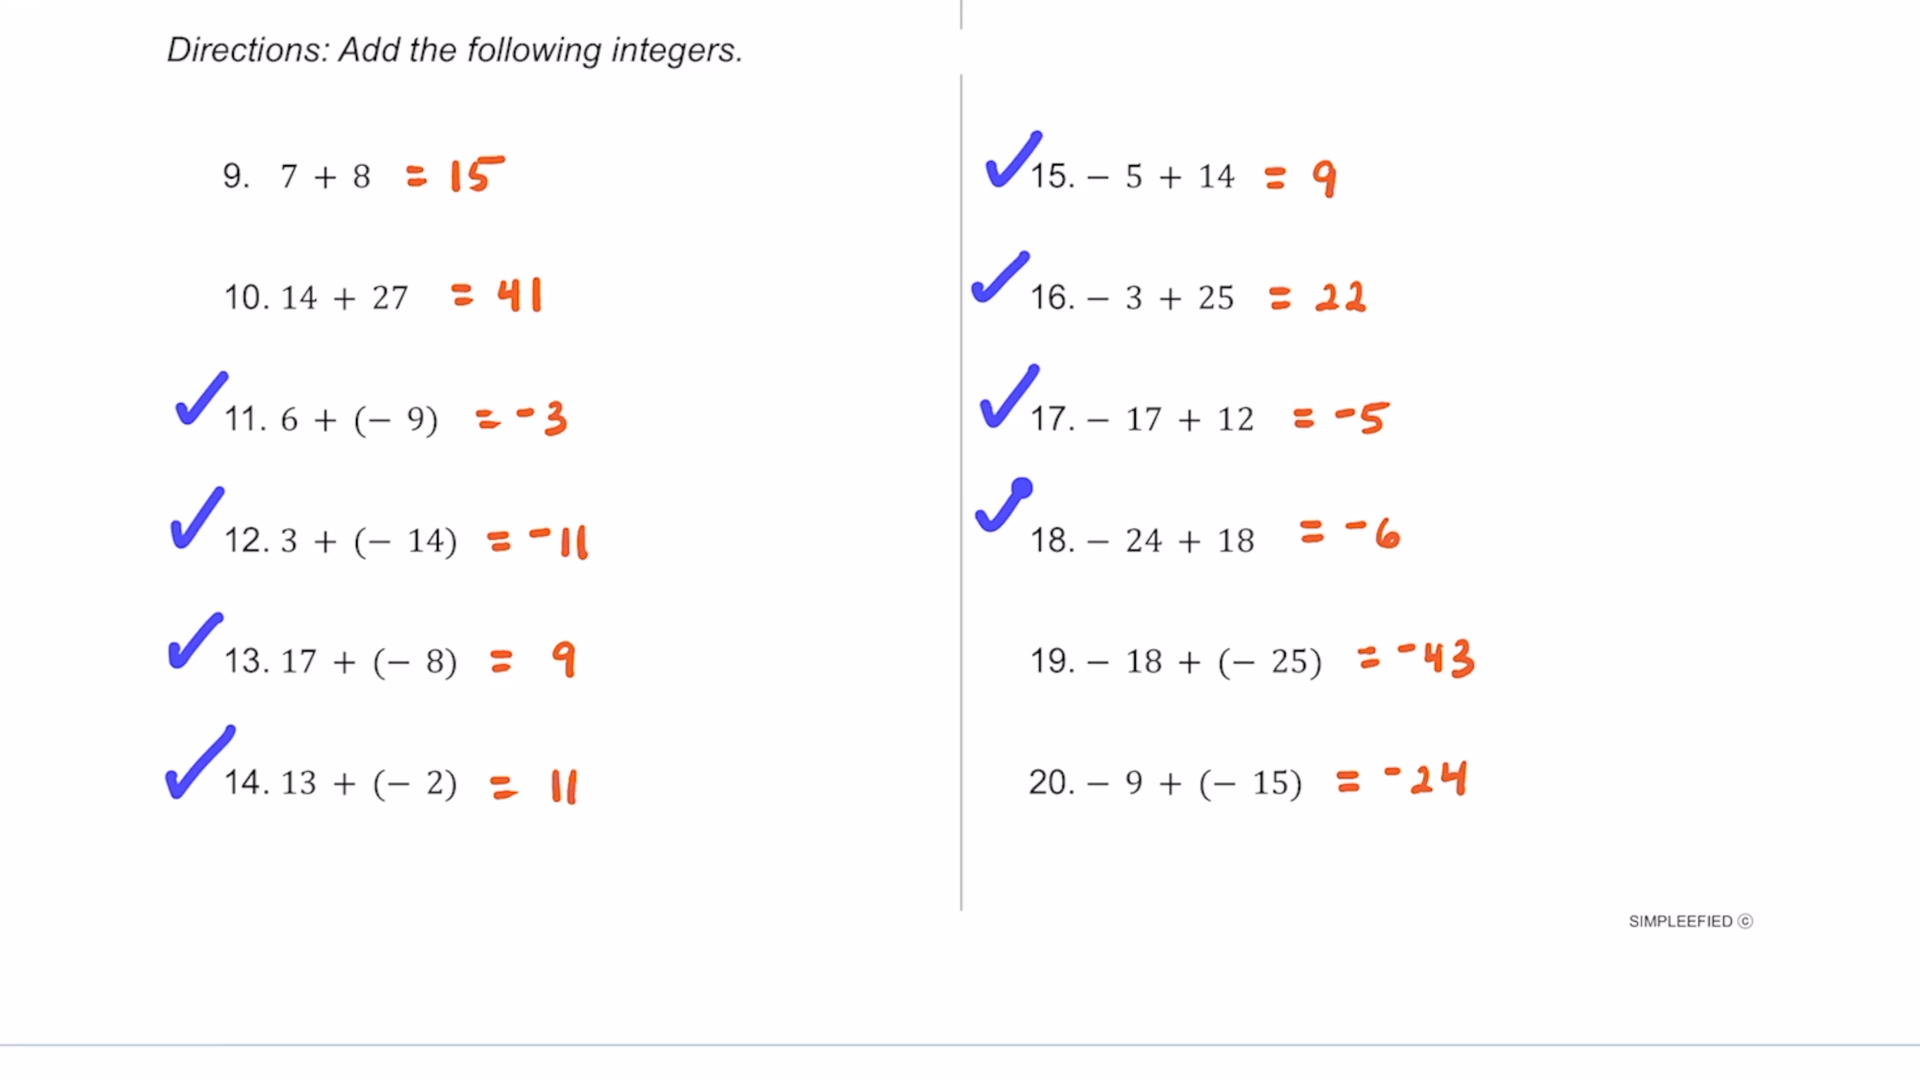 Directions: Add the following integers.
9. 7 + 8 = 15
10. 14 + 27 = 41
11. 6 + (− 9) = -3
12. 3 + (− 14) = -11
13. 17 + (− 8) = 9
14. 13 + (− 2) = 11
15. − 5 + 14 = 9
16. − 3 + 25 = 22
17. − 17 + 12 = -5
18. − 24 + 18 = -6
19. − 18 + (− 25) = -43
20. − 9 + (− 15) = -24
SIMPLEEFIED ©